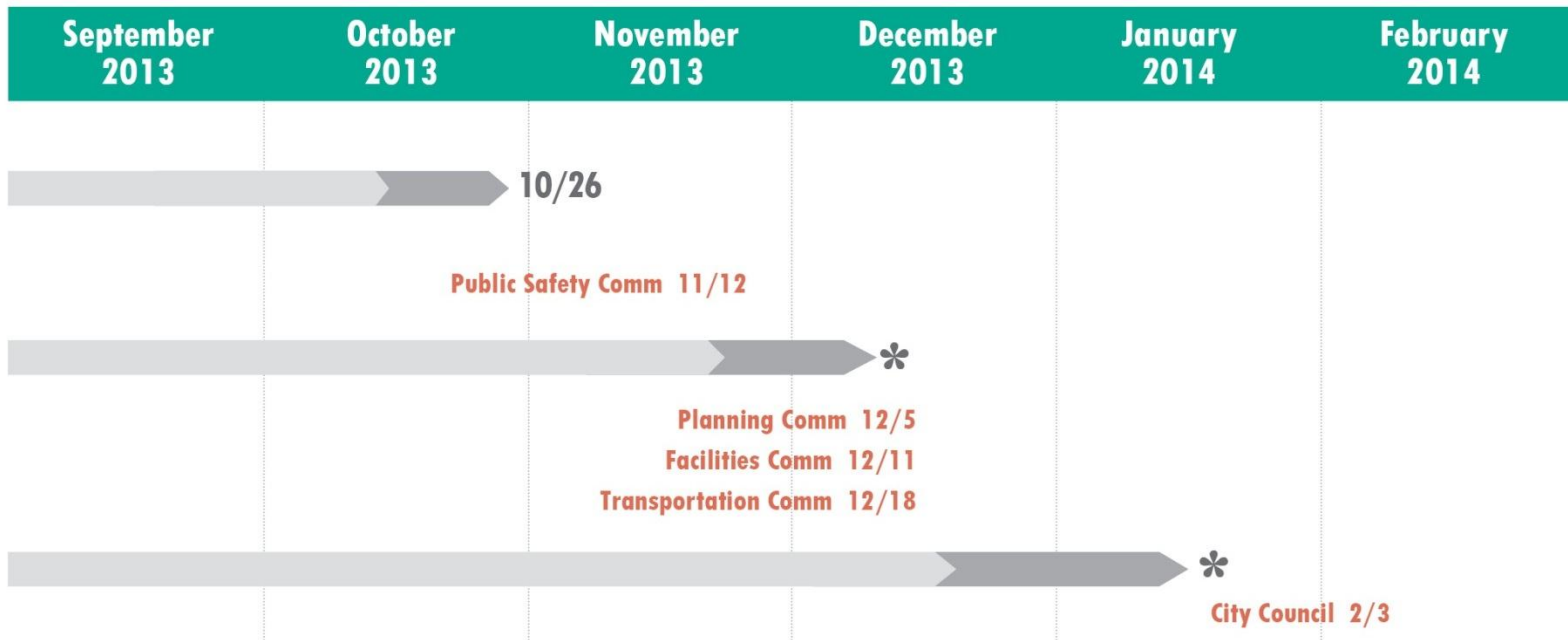 September
2013
October
2013
November
2013
December
2013
January
2014
February
2014
10/26
Public Safety Comm 11/12
*
Planning Comm 12/5
Facilities Comm 12/11
Transportation Comm 12/18
*
City Council 2/3